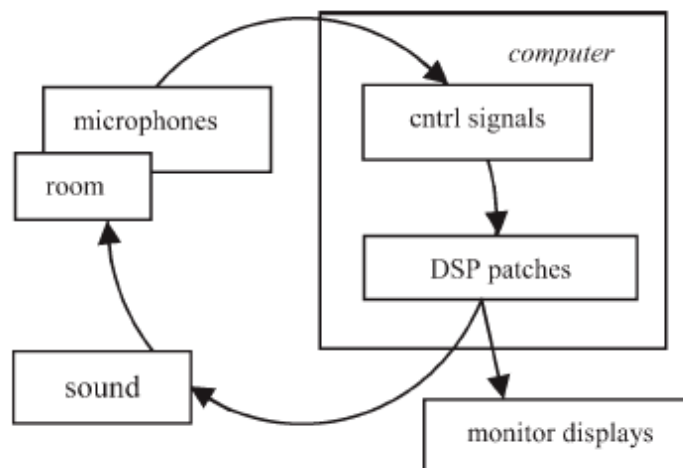 computer
microphones
cntrl signals
room
DSP patches
sound
monitor displays